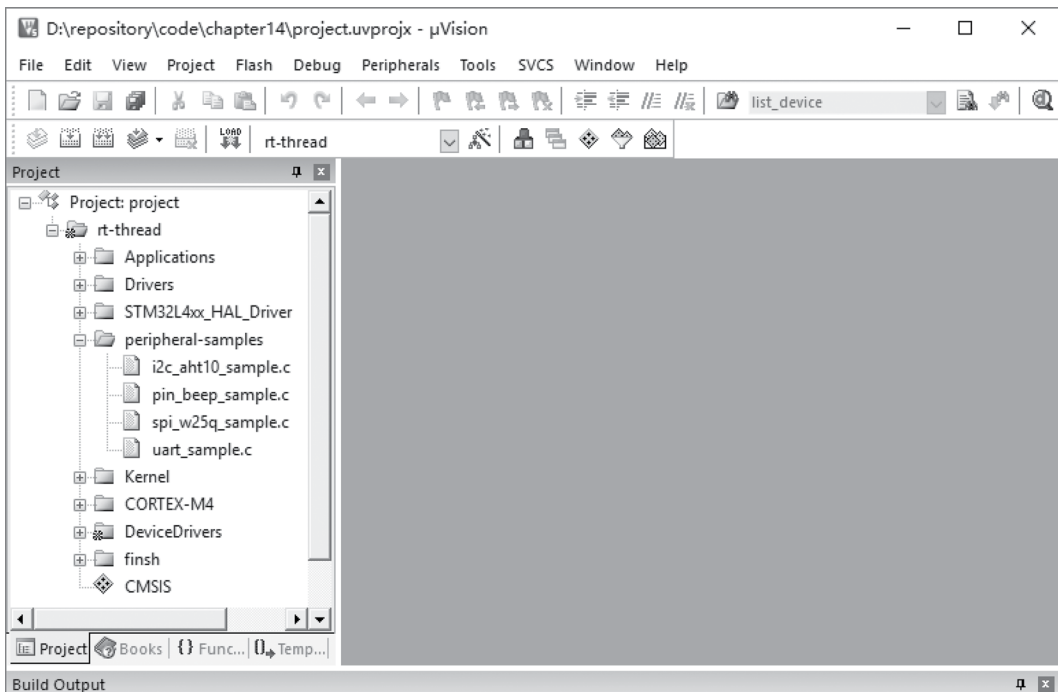 D:\repository\code\chapter14\project.uvprojx - µVision
File Edit View Project Flash Debug Peripherals Tools SVCS Window Help
list_device
LOAD rt-thread
Project
Project: project
rt-thread
Applications
Drivers
STM32L4xx_HAL_Driver
peripheral-samples
i2c_aht10_sample.c
pin_beep_sample.c
spi_w25q_sample.c
uart_sample.c
Kernel
CORTEX-M4
DeviceDrivers
finsh
CMSIS
Project Books {} Func... 0 Temp...
Build Output